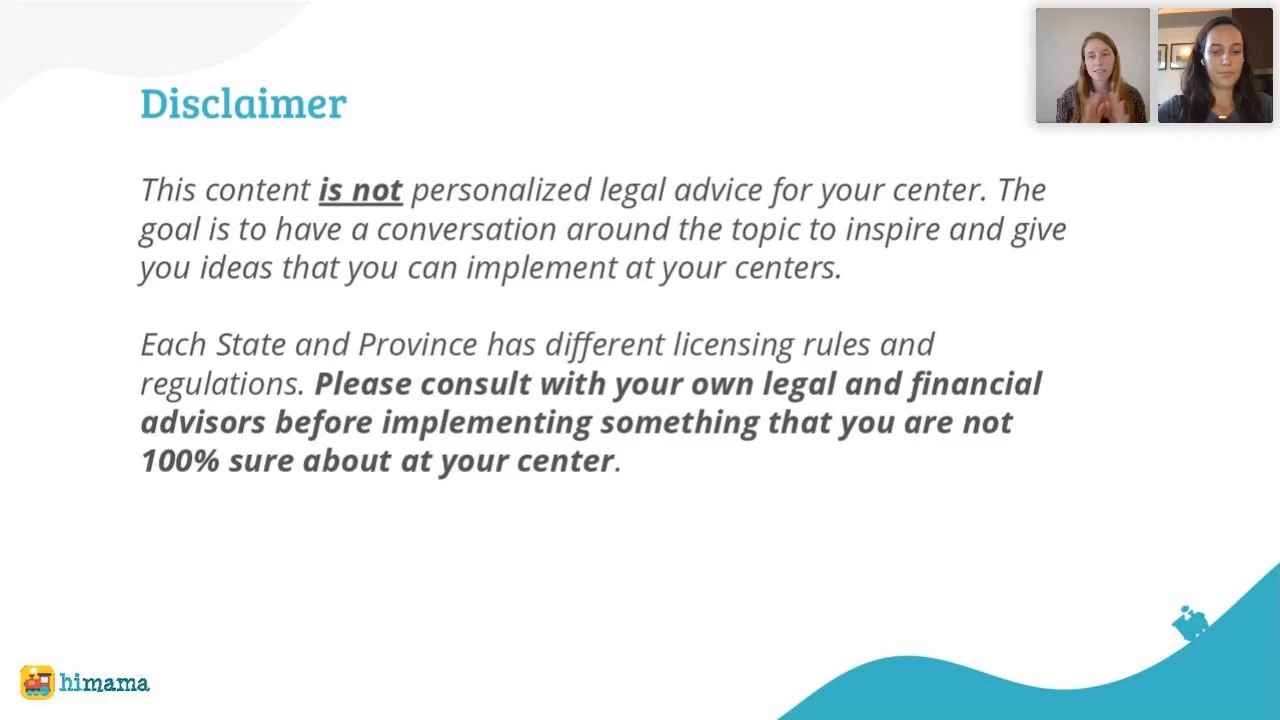 Disclaimer
This content is not personalized legal advice for your center. The
goal is to have a conversation around the topic to inspire and give
you ideas that you can implement at your centers.
Each State and Province has different licensing rules and
regulations. Please consult with your own legal and financial
advisors before implementing something that you are not
100% sure about at your center.
himama